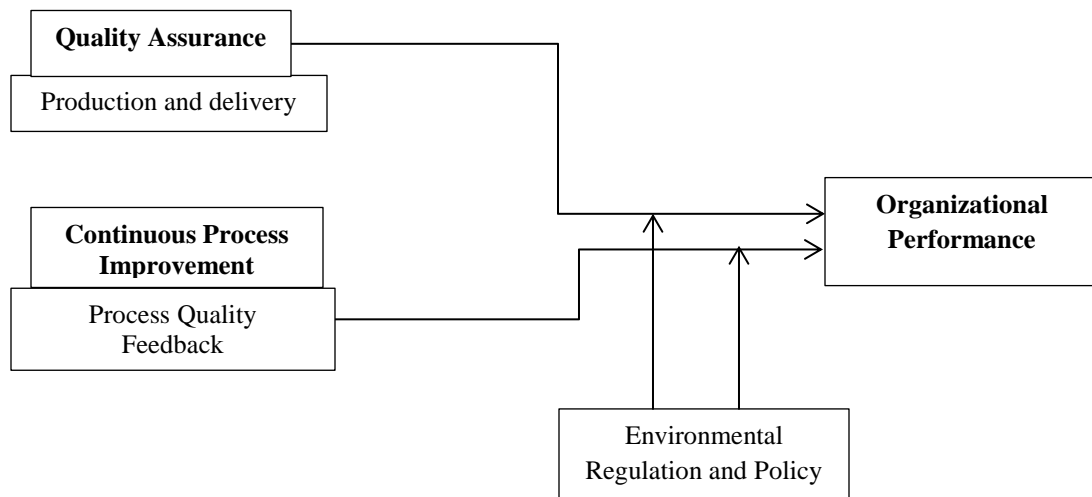 Quality Assurance
Production and delivery
Continuous Process
Improvement
Process Quality
Feedback
Organizational
Performance
Environmental
Regulation and Policy